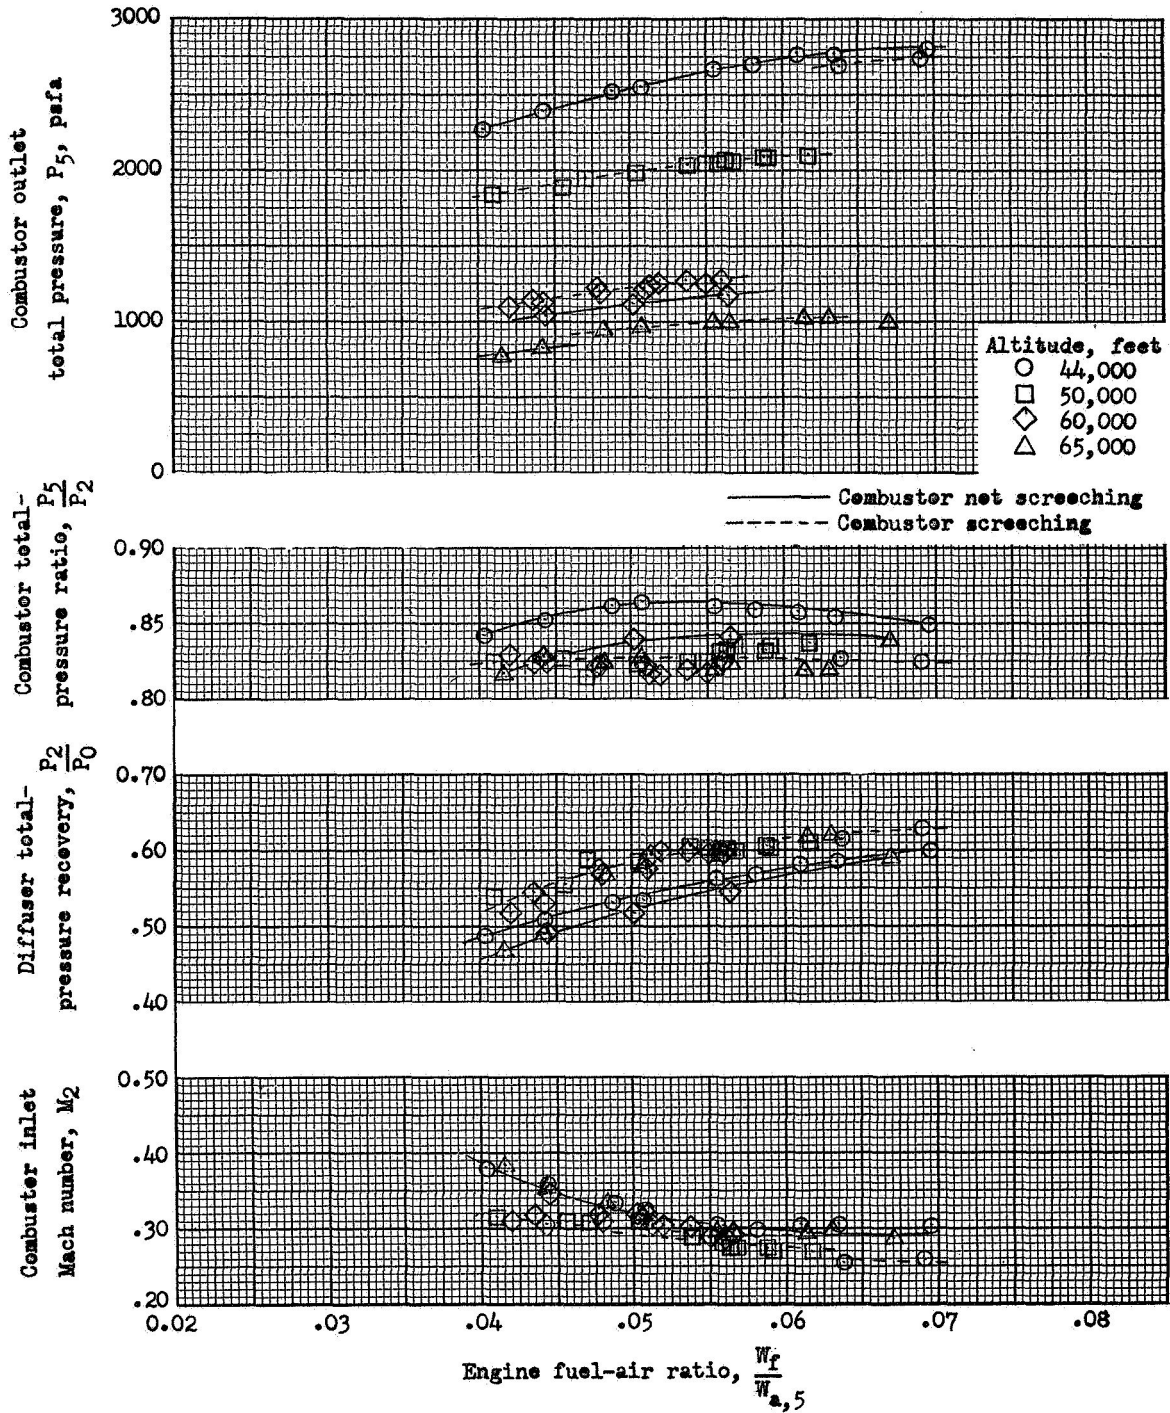 Combustor outlet
total pressure, P5, psfa
3000
2000
1000
0
Altitude, feet
44,000
50,000
60,000
65,000
Combustor not screeching
Combustor screeching
Combustor total-
pressure ratio, P5/P2
0.90
.85
.80
Diffuser total-
pressure recovery, P2/P0
0.70
.60
.50
.40
Combustor inlet
Mach number, M2
0.50
.40
.30
.20
0.02 .03 .04 .05 .06 .07 .08
Engine fuel-air ratio, Wf/Wa,5